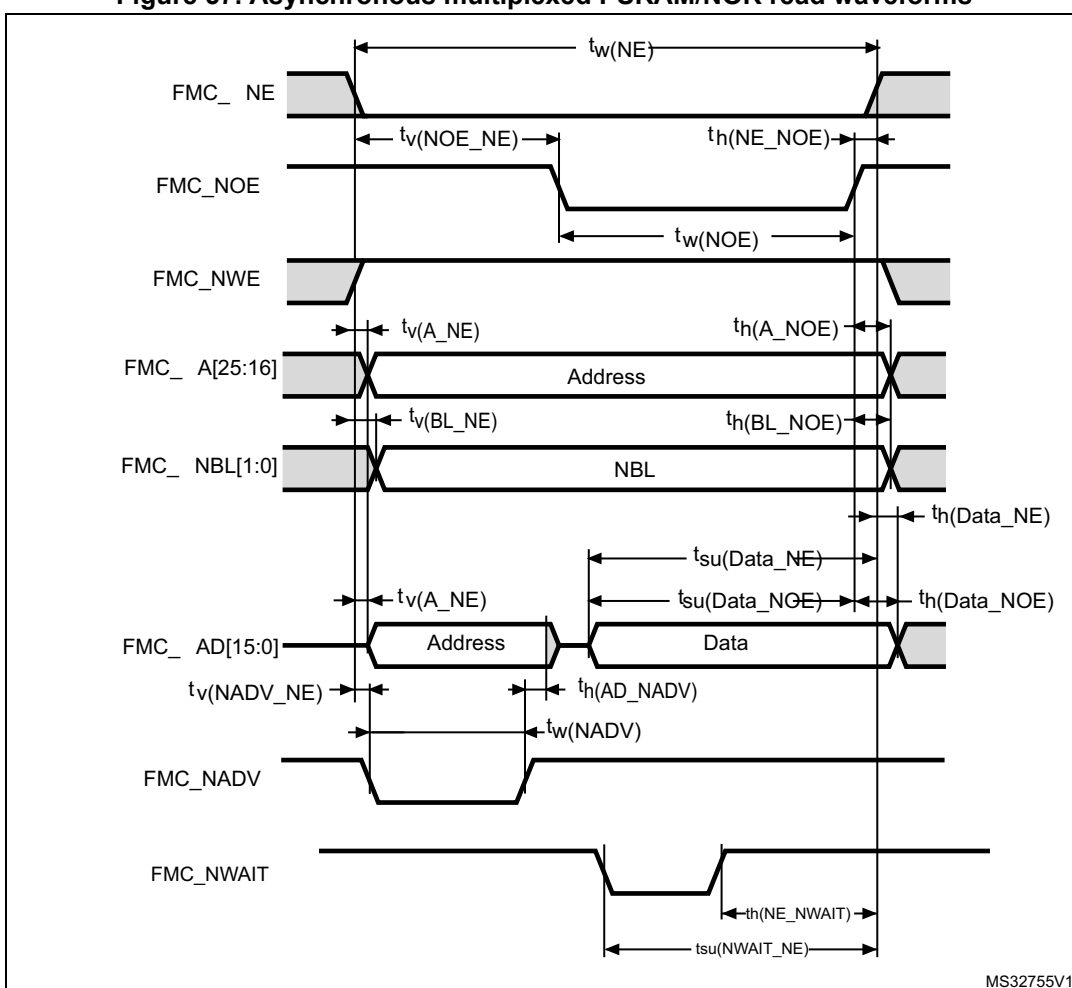 Figure 57. Asynchronous multiplexed PSRAM/NOR read waveforms
tw(NE)
FMC_ NE
tv(NOE_NE)
th(NE_NOE)
FMC_NOE
tw(NOE)
FMC_NWE
tv(A_NE)
th(A_NOE)
FMC_ A[25:16]
Address
tv(BL_NE)
th(BL_NOE)
FMC_ NBL[1:0]
NBL
th(Data_NE)
tsu(Data_NE)
tv(A_NE)
tsu(Data_NOE)
th(Data_NOE)
FMC_ AD[15:0]
Address
Data
tv(NADV_NE)
th(AD_NADV)
tw(NADV)
FMC_NADV
FMC_NWAIT
th(NE_NWAIT)
tsu(NWAIT_NE)
MS32755V1